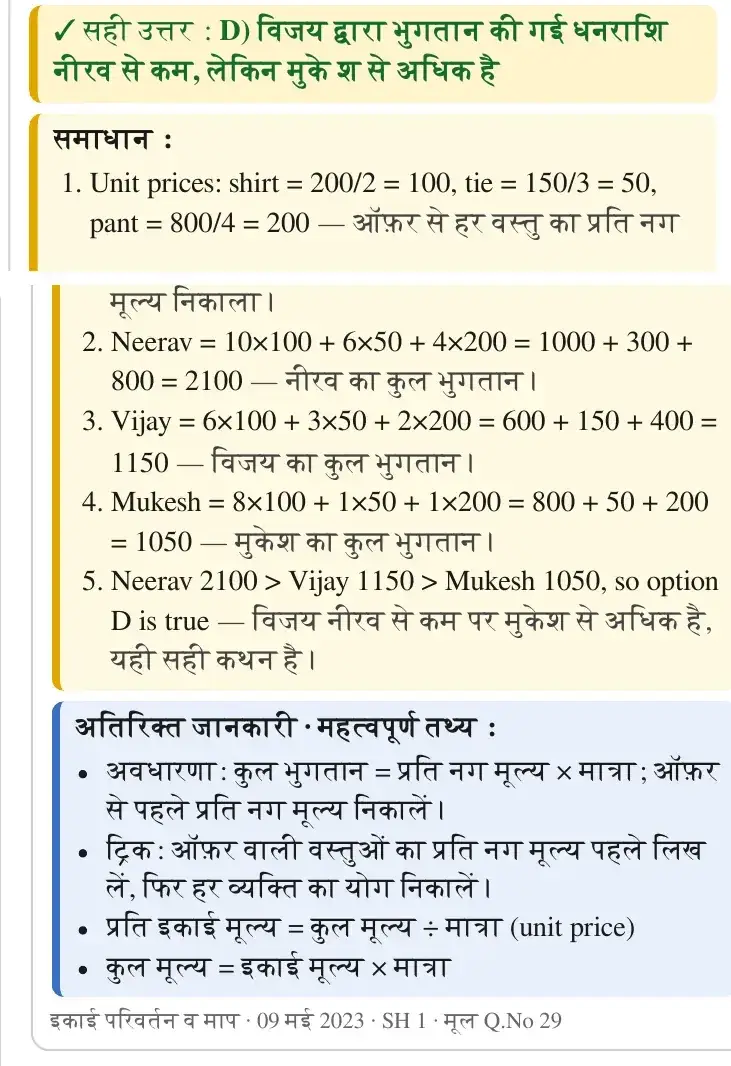 ✓ सही उत्तर : D) विजय द्वारा भुगतान की गई धनराशि
नीरव से कम, लेकिन मुके श से अधिक है
समाधान :
1. Unit prices: shirt = 200/2 = 100, tie = 150/3 = 50,
pant = 800/4 = 200 — ऑफ़र से हर वस्तु का प्रति नग
मूल्य निकाला।
2. Neerav = 10×100 + 6×50 + 4×200 = 1000 + 300 +
800 = 2100 — नीरव का कुल भुगतान।
3. Vijay = 6×100 + 3×50 + 2×200 = 600 + 150 + 400 =
1150 — विजय का कुल भुगतान।
4. Mukesh = 8×100 + 1×50 + 1×200 = 800 + 50 + 200
= 1050 — मुकेश का कुल भुगतान।
5. Neerav 2100 > Vijay 1150 > Mukesh 1050, so option
D is true — विजय नीरव से कम पर मुकेश से अधिक है,
यही सही कथन है।
अतिरिक्त जानकारी · महत्वपूर्ण तथ्य :
• अवधारणा: कुल भुगतान = प्रति नग मूल्य × मात्रा; ऑफ़र
से पहले प्रति नग मूल्य निकालें।
• ट्रिक: ऑफ़र वाली वस्तुओं का प्रति नग मूल्य पहले लिख
लें, फिर हर व्यक्ति का योग निकालें।
• प्रति इकाई मूल्य = कुल मूल्य ÷ मात्रा (unit price)
• कुल मूल्य = इकाई मूल्य × मात्रा
इकाई परिवर्तन व माप · 09 मई 2023 · SH 1 · मूल Q.No 29